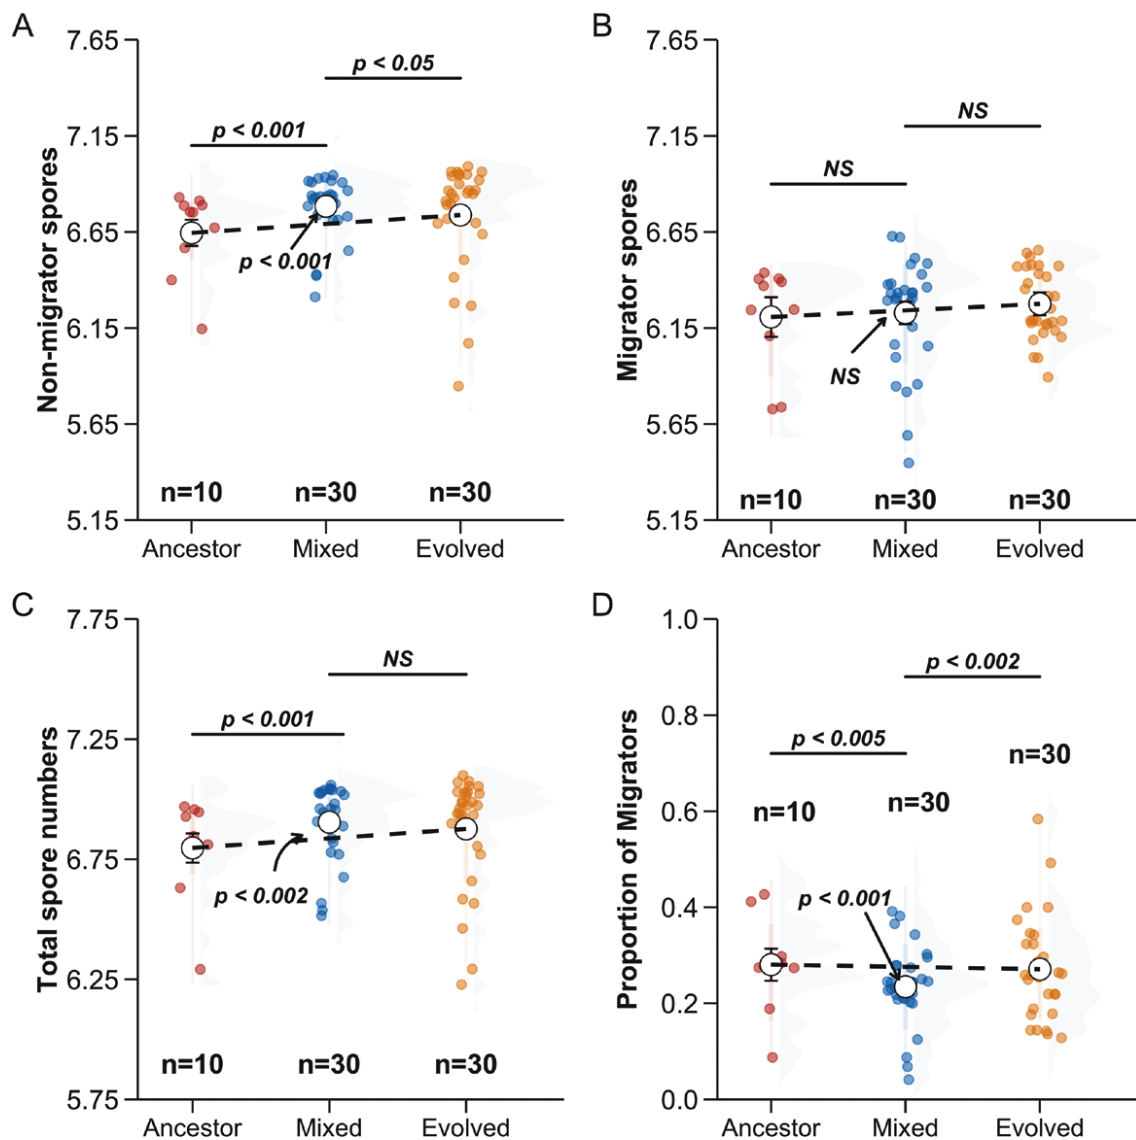 A
7.65
7.15
6.65
6.15
5.65
5.15
Non-migrator spores
p < 0.05
p < 0.001
p < 0.001
n=10 n=30 n=30
Ancestor Mixed Evolved
B
7.65
7.15
6.65
6.15
5.65
5.15
Migrator spores
NS
NS
NS
n=10 n=30 n=30
Ancestor Mixed Evolved
C
7.75
7.25
6.75
6.25
5.75
Total spore numbers
NS
p < 0.001
p < 0.002
n=10 n=30 n=30
Ancestor Mixed Evolved
D
1.0
0.8
0.6
0.4
0.2
0.0
Proportion of Migrators
p < 0.002
p < 0.005
n=30
n=10 n=30
p < 0.001
Ancestor Mixed Evolved